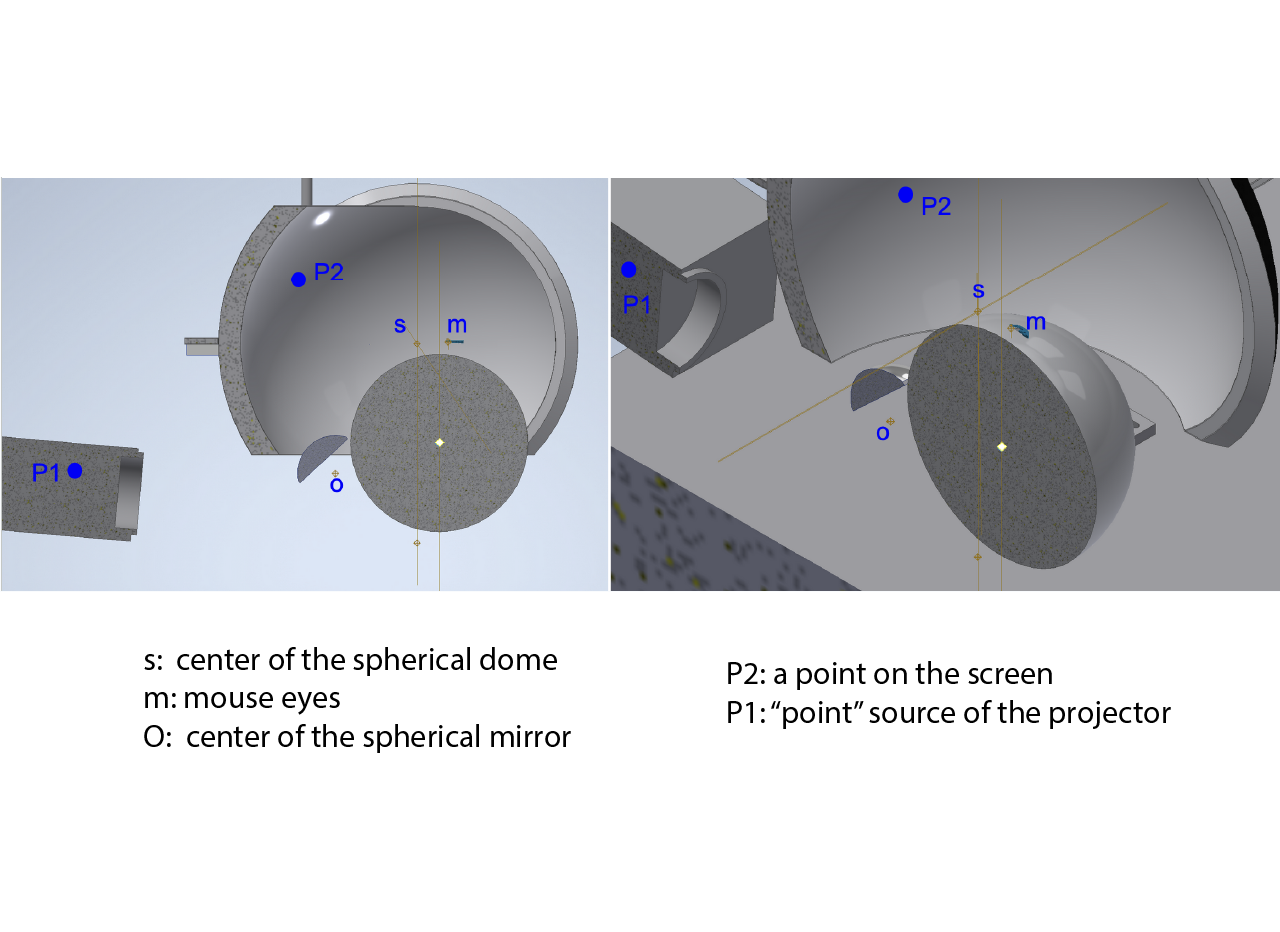 P2
s
m
P1
o
P2
P1
s
m
o
s: center of the spherical dome
m: mouse eyes
O: center of the spherical mirror
P2: a point on the screen
P1: “point” source of the projector